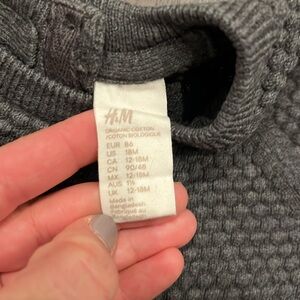 H&M
ORGANIC COTTON
/COTON BIOLOGIQUE
EUR 86
US 18M
CA 12-18M
CN 90/48
MX 12-18M
AUS 1½
UK 12-18M
Made in
Bangladesh
Fabriqué au